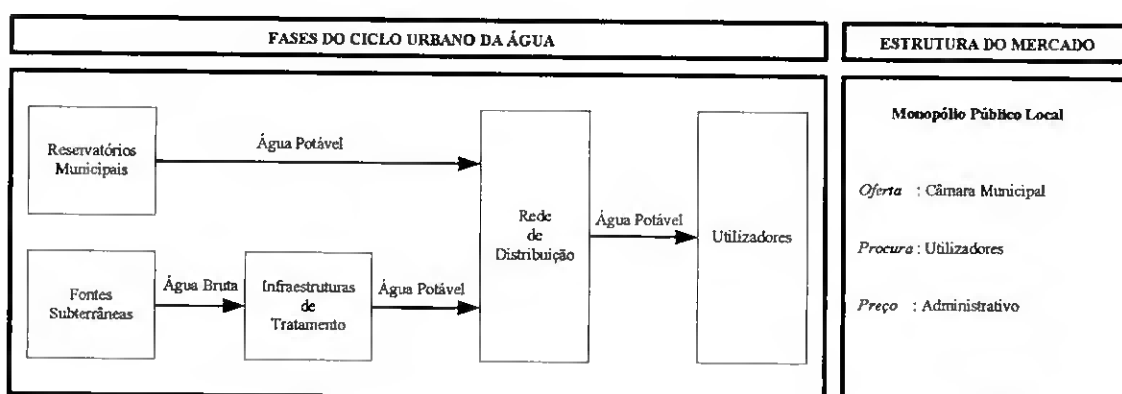 FASES DO CICLO URBANO DA ÁGUA
ESTRUTURA DO MERCADO
Reservatórios
Municipais
Água Potável
Fontes
Subterrâneas
Água Bruta
Infraestruturas
de
Tratamento
Água Potável
Rede
de
Distribuição
Água Potável
Utilizadores
Monopólio Público Local
Oferta : Câmara Municipal
Procura : Utilizadores
Preço : Administrativo